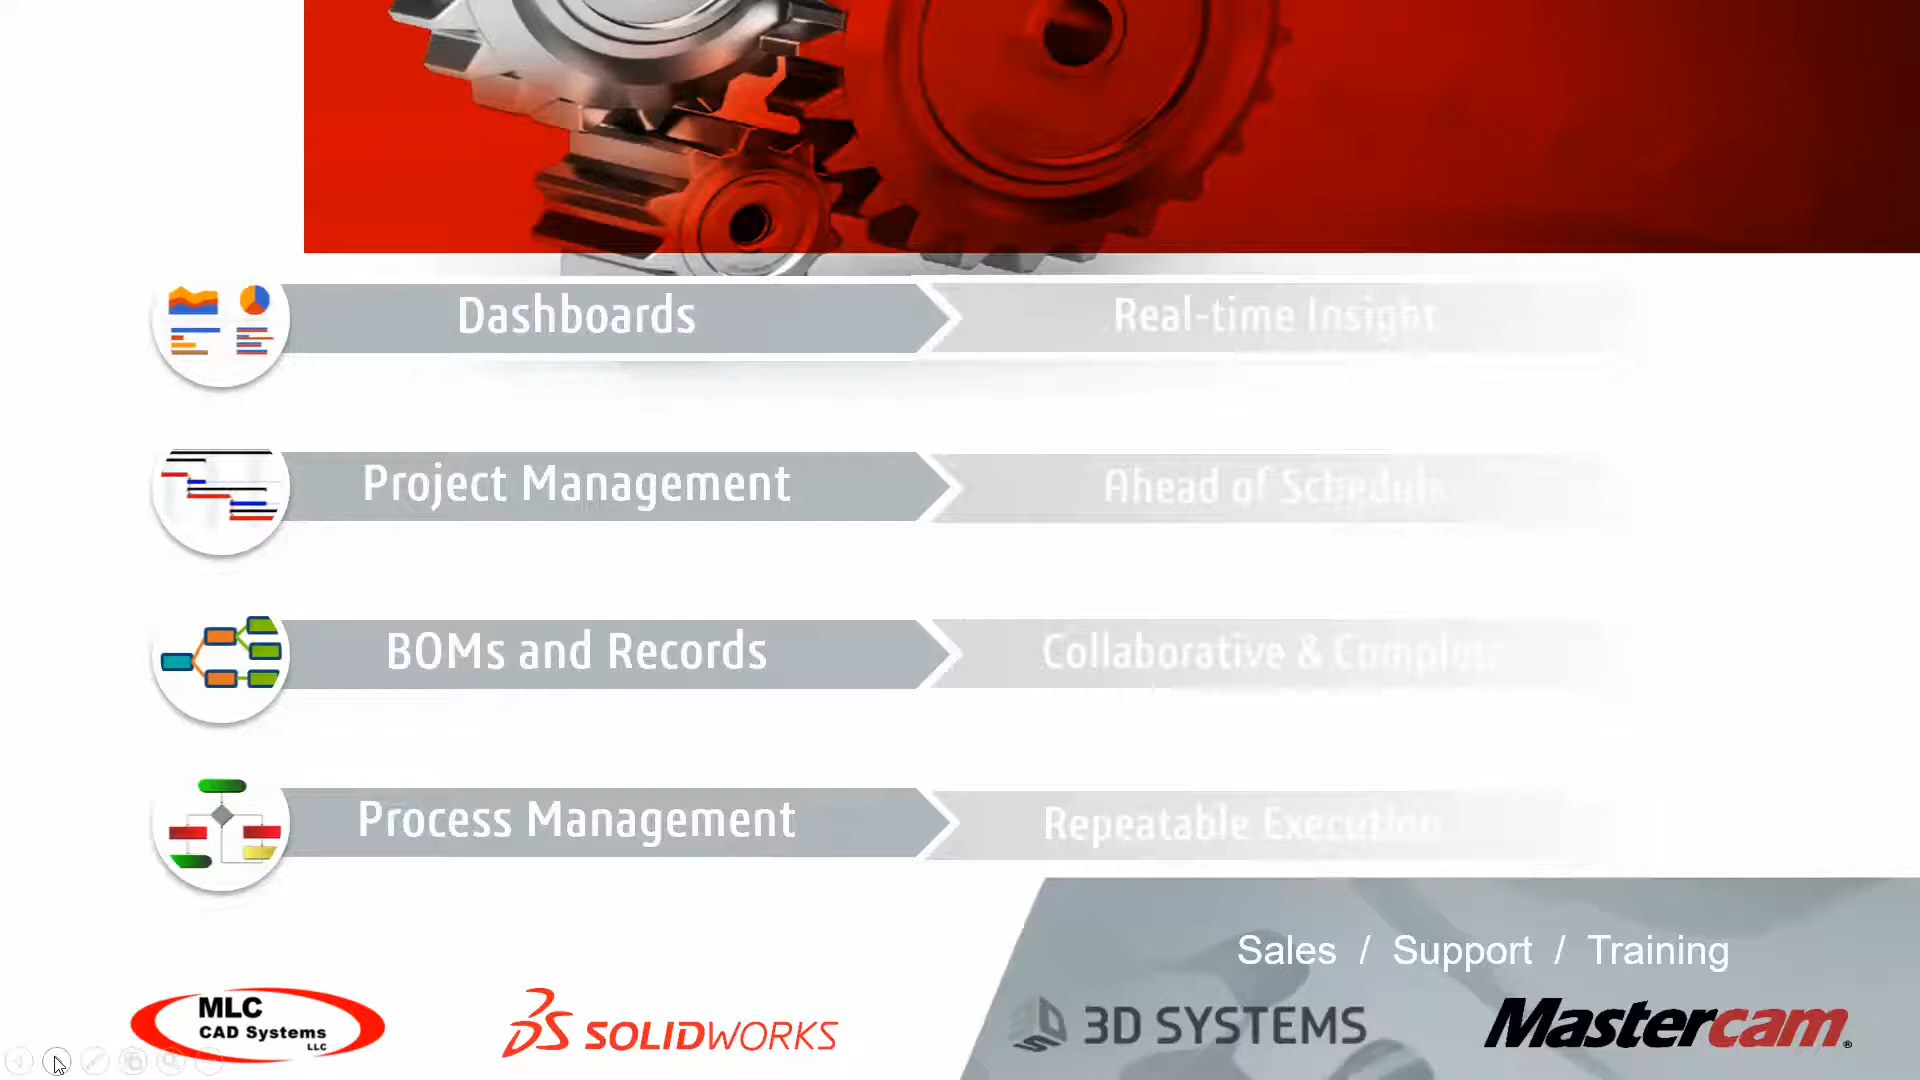 Dashboards
Real-time Insight
Project Management
Ahead of Schedule
BOMs and Records
Collaborative & Complete
Process Management
Repeatable Execution
Sales / Support / Training
MLC
CAD Systems
LLC
SOLIDWORKS
3D SYSTEMS
Mastercam®